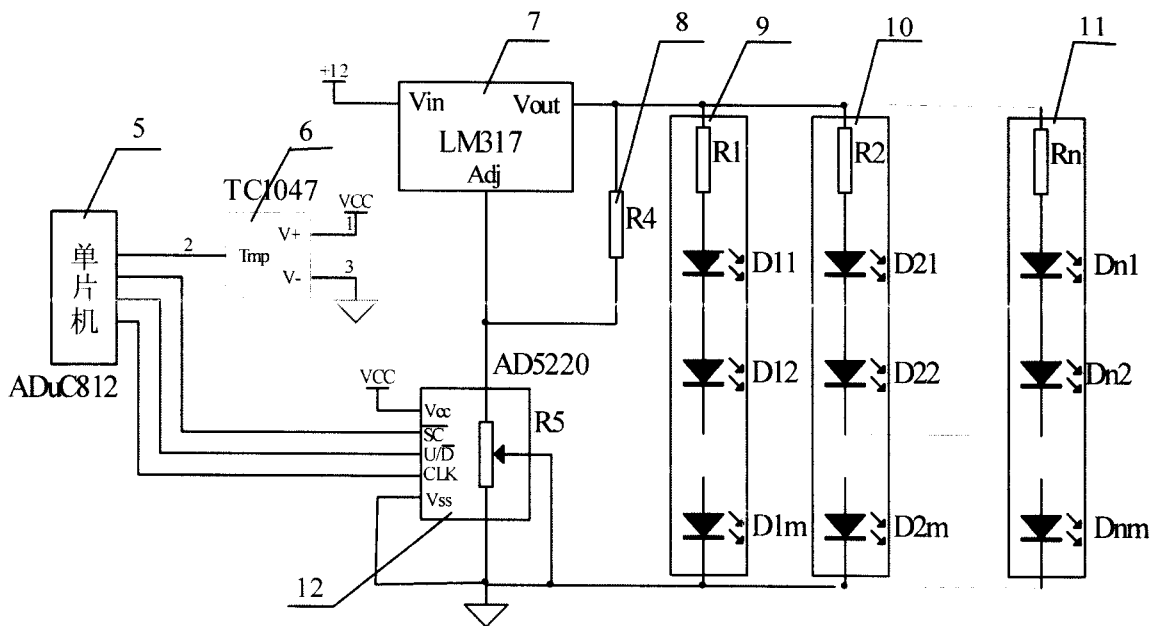 7
8
9
10
11
+12
Vin
Vout
LM317
Adj
R1
R2
Rn
5
6
TC1047
VCC
1
V+
2
Tmp
V-
3
R4
单片机
ADuC812
D11
D21
Dn1
AD5220
D12
D22
Dn2
VCC
Vcc
R5
SC
U/D
CLK
Vss
D1m
D2m
Dnm
12